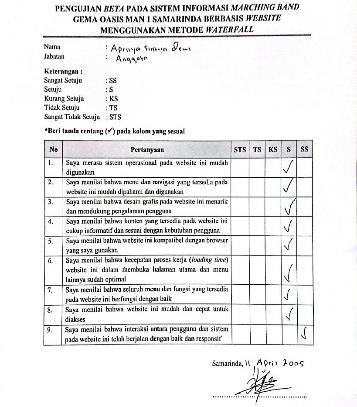 PENGUJIAN BETA PADA SISTEM INFORMASI MARCHING BAND
GEMA OASIS MAN 1 SAMARINDA BERBASIS WEBSITE
MENGGUNAKAN METODE WATERFALL
Nama :
Jabatan : Anggota
Keterangan :
Sangat Setuju : SS
Setuju : S
Kurang Setuju : KS
Tidak Setuju : TS
Sangat Tidak Setuju : STS
*Beri tanda centang (✓) pada kolom yang sesuai
No Pertanyaan STS TS KS S SS
1. Saya merasa sistem operasional pada website ini mudah
digunakan ✓
2. Saya menilai bahwa menu dan navigasi yang tersedia pada
website ini mudah dipahami dan digunakan ✓
3. Saya menilai bahwa desain grafis pada website ini menarik
dan mendukung pengalaman pengguna ✓
4. Saya menilai bahwa konten yang tersedia pada website ini
cukup informatif dan sesuai dengan kebutuhan pengguna ✓
5. Saya menilai bahwa website ini kompatibel dengan browser
yang saya gunakan ✓
6. Saya menilai bahwa kecepatan proses kerja (loading time)
website ini dalam membuka halaman utama dan menu
lainnya sudah optimal ✓
7. Saya menilai bahwa seluruh menu dan fungsi yang tersedia
pada website ini berfungsi dengan baik ✓
8. Saya menilai bahwa website ini mudah dan cepat untuk
diakses ✓
9. Saya menilai bahwa interaksi antara pengguna dan sistem
pada website ini telah berjalan dengan baik dan responsif ✓
Samarinda, 11 April 2005